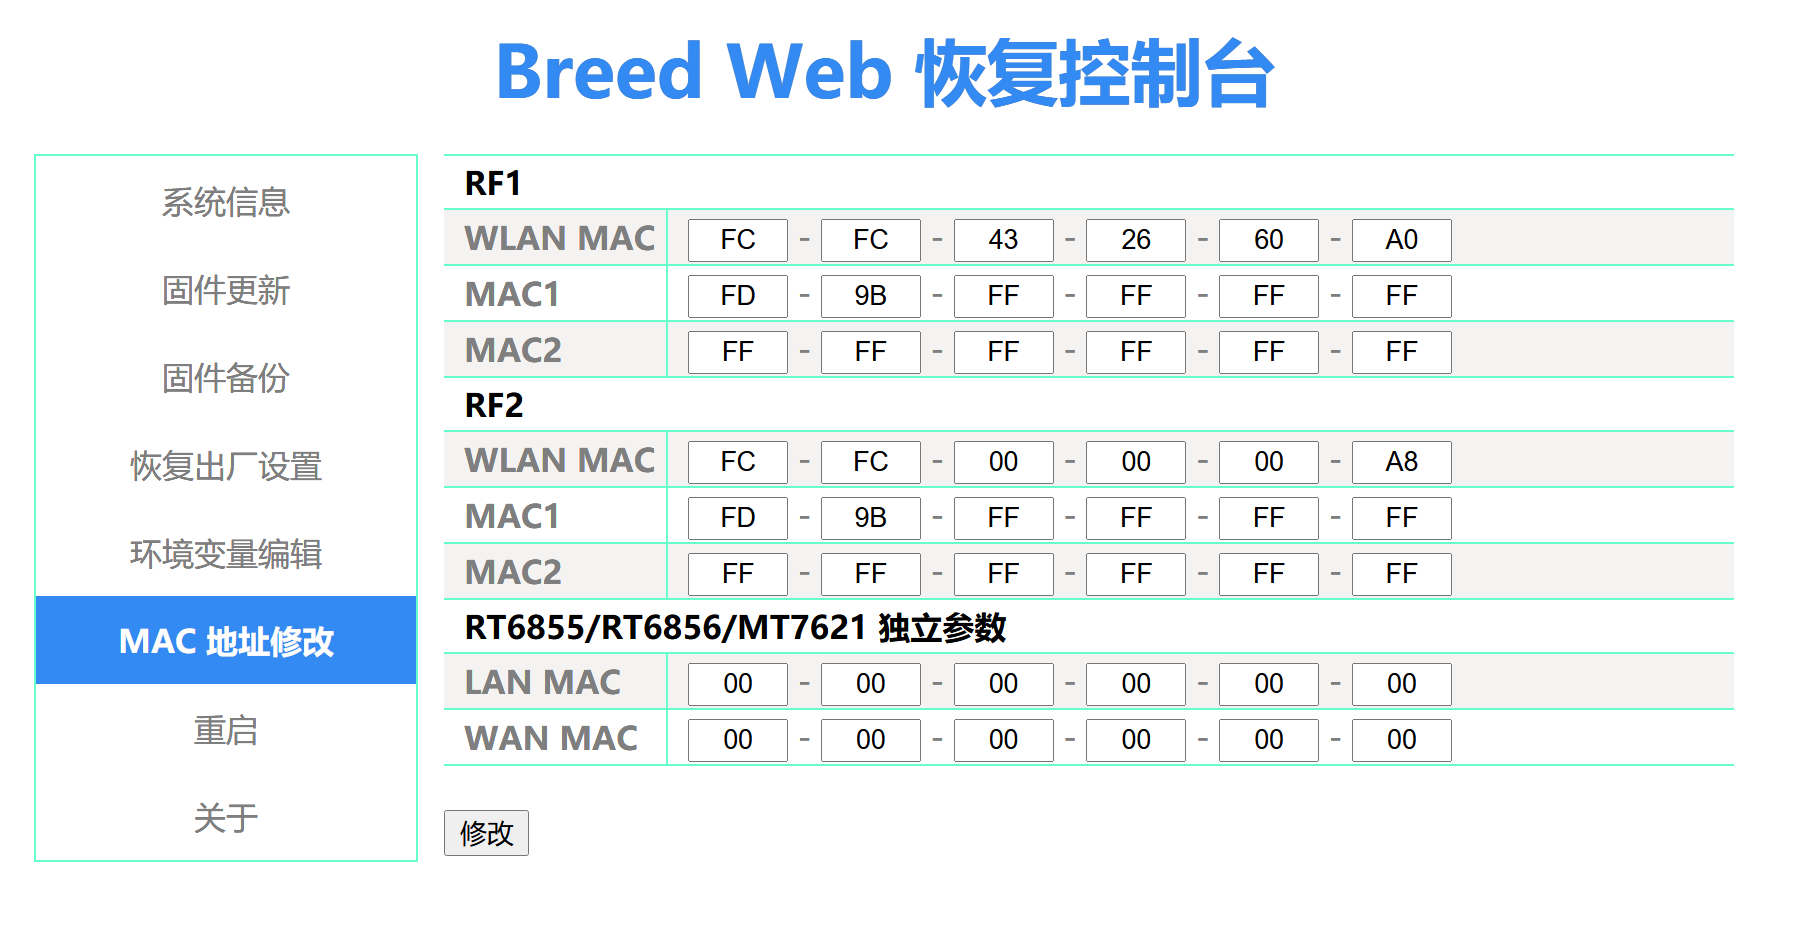 Breed Web 恢复控制台
系统信息
固件更新
固件备份
恢复出厂设置
环境变量编辑
MAC 地址修改
重启
关于
RF1
WLAN MAC FC - FC - 43 - 26 - 60 - A0
MAC1 FD - 9B - FF - FF - FF - FF
MAC2 FF - FF - FF - FF - FF - FF
RF2
WLAN MAC FC - FC - 00 - 00 - 00 - A8
MAC1 FD - 9B - FF - FF - FF - FF
MAC2 FF - FF - FF - FF - FF - FF
RT6855/RT6856/MT7621 独立参数
LAN MAC 00 - 00 - 00 - 00 - 00 - 00
WAN MAC 00 - 00 - 00 - 00 - 00 - 00
修改